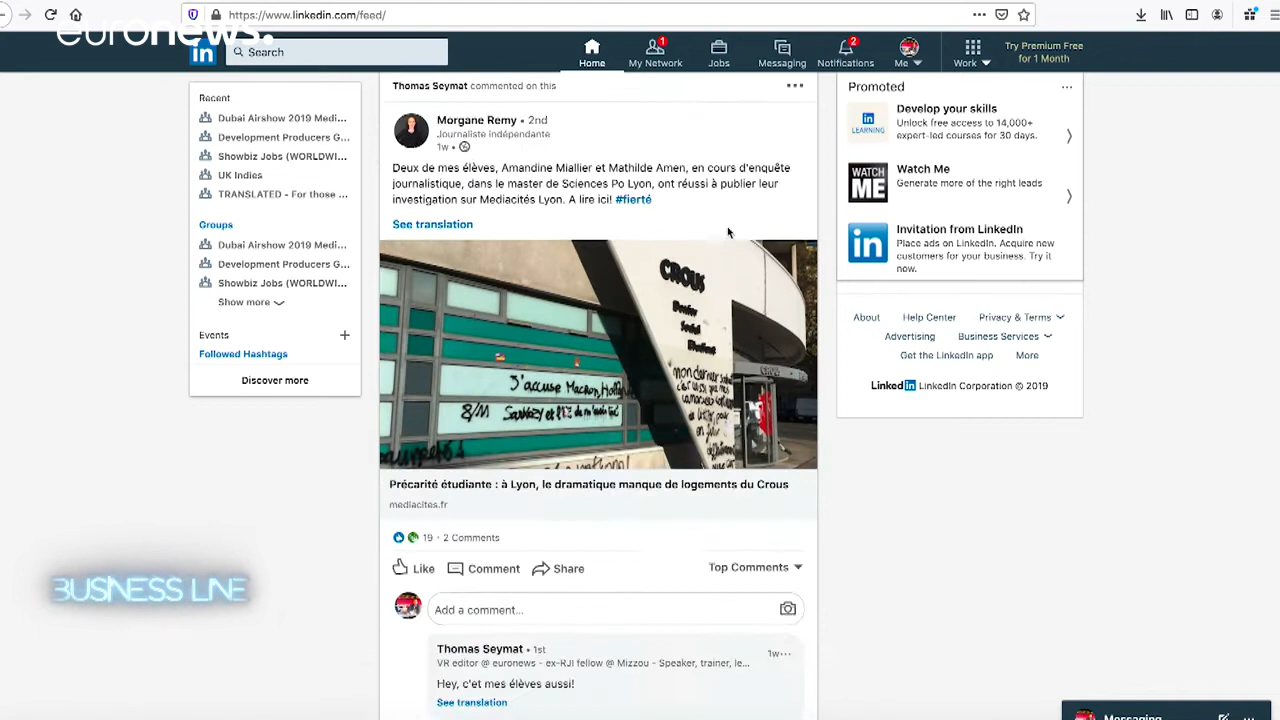 https://www.linkedin.com/feed/
euronews.
in
Search
Home
1
My Network
Jobs
Messaging
2
Notifications
Me
Work
Try Premium Free
for 1 Month
Recent
Dubai Airshow 2019 Medi...
Development Producers G...
Showbiz Jobs (WORLDWI...
UK Indies
TRANSLATED - For those ...
Groups
Dubai Airshow 2019 Medi...
Development Producers G...
Showbiz Jobs (WORLDWI...
Show more
Events
Followed Hashtags
Discover more
Thomas Seymat commented on this
Morgane Remy • 2nd
Journaliste indépendante
1w •
Deux de mes élèves, Amandine Miallier et Mathilde Amen, en cours d'enquête
journalistique, dans le master de Sciences Po Lyon, ont réussi à publier leur
investigation sur Mediacités Lyon. A lire ici! #fierté
See translation
CROUS
J'accuse Macron,
8/11
Précarité étudiante : à Lyon, le dramatique manque de logements du Crous
mediacites.fr
19 · 2 Comments
Like
Comment
Share
Top Comments
Add a comment...
Thomas Seymat • 1st
1w
VR editor @ euronews - ex-RJI fellow @ Mizzou - Speaker, trainer, le...
Hey, c'et mes élèves aussi!
See translation
Promoted
in
LEARNING
Develop your skills
Unlock free access to 14,000+
expert-led courses for 30 days.
WATCH
ME
Watch Me
Generate more of the right leads
in
Invitation from LinkedIn
Place ads on LinkedIn. Acquire new
customers for your business. Try it
now.
About
Help Center
Privacy & Terms
Advertising
Business Services
Get the LinkedIn app
More
LinkedIn LinkedIn Corporation © 2019
BUSINESS LINE
Messaging